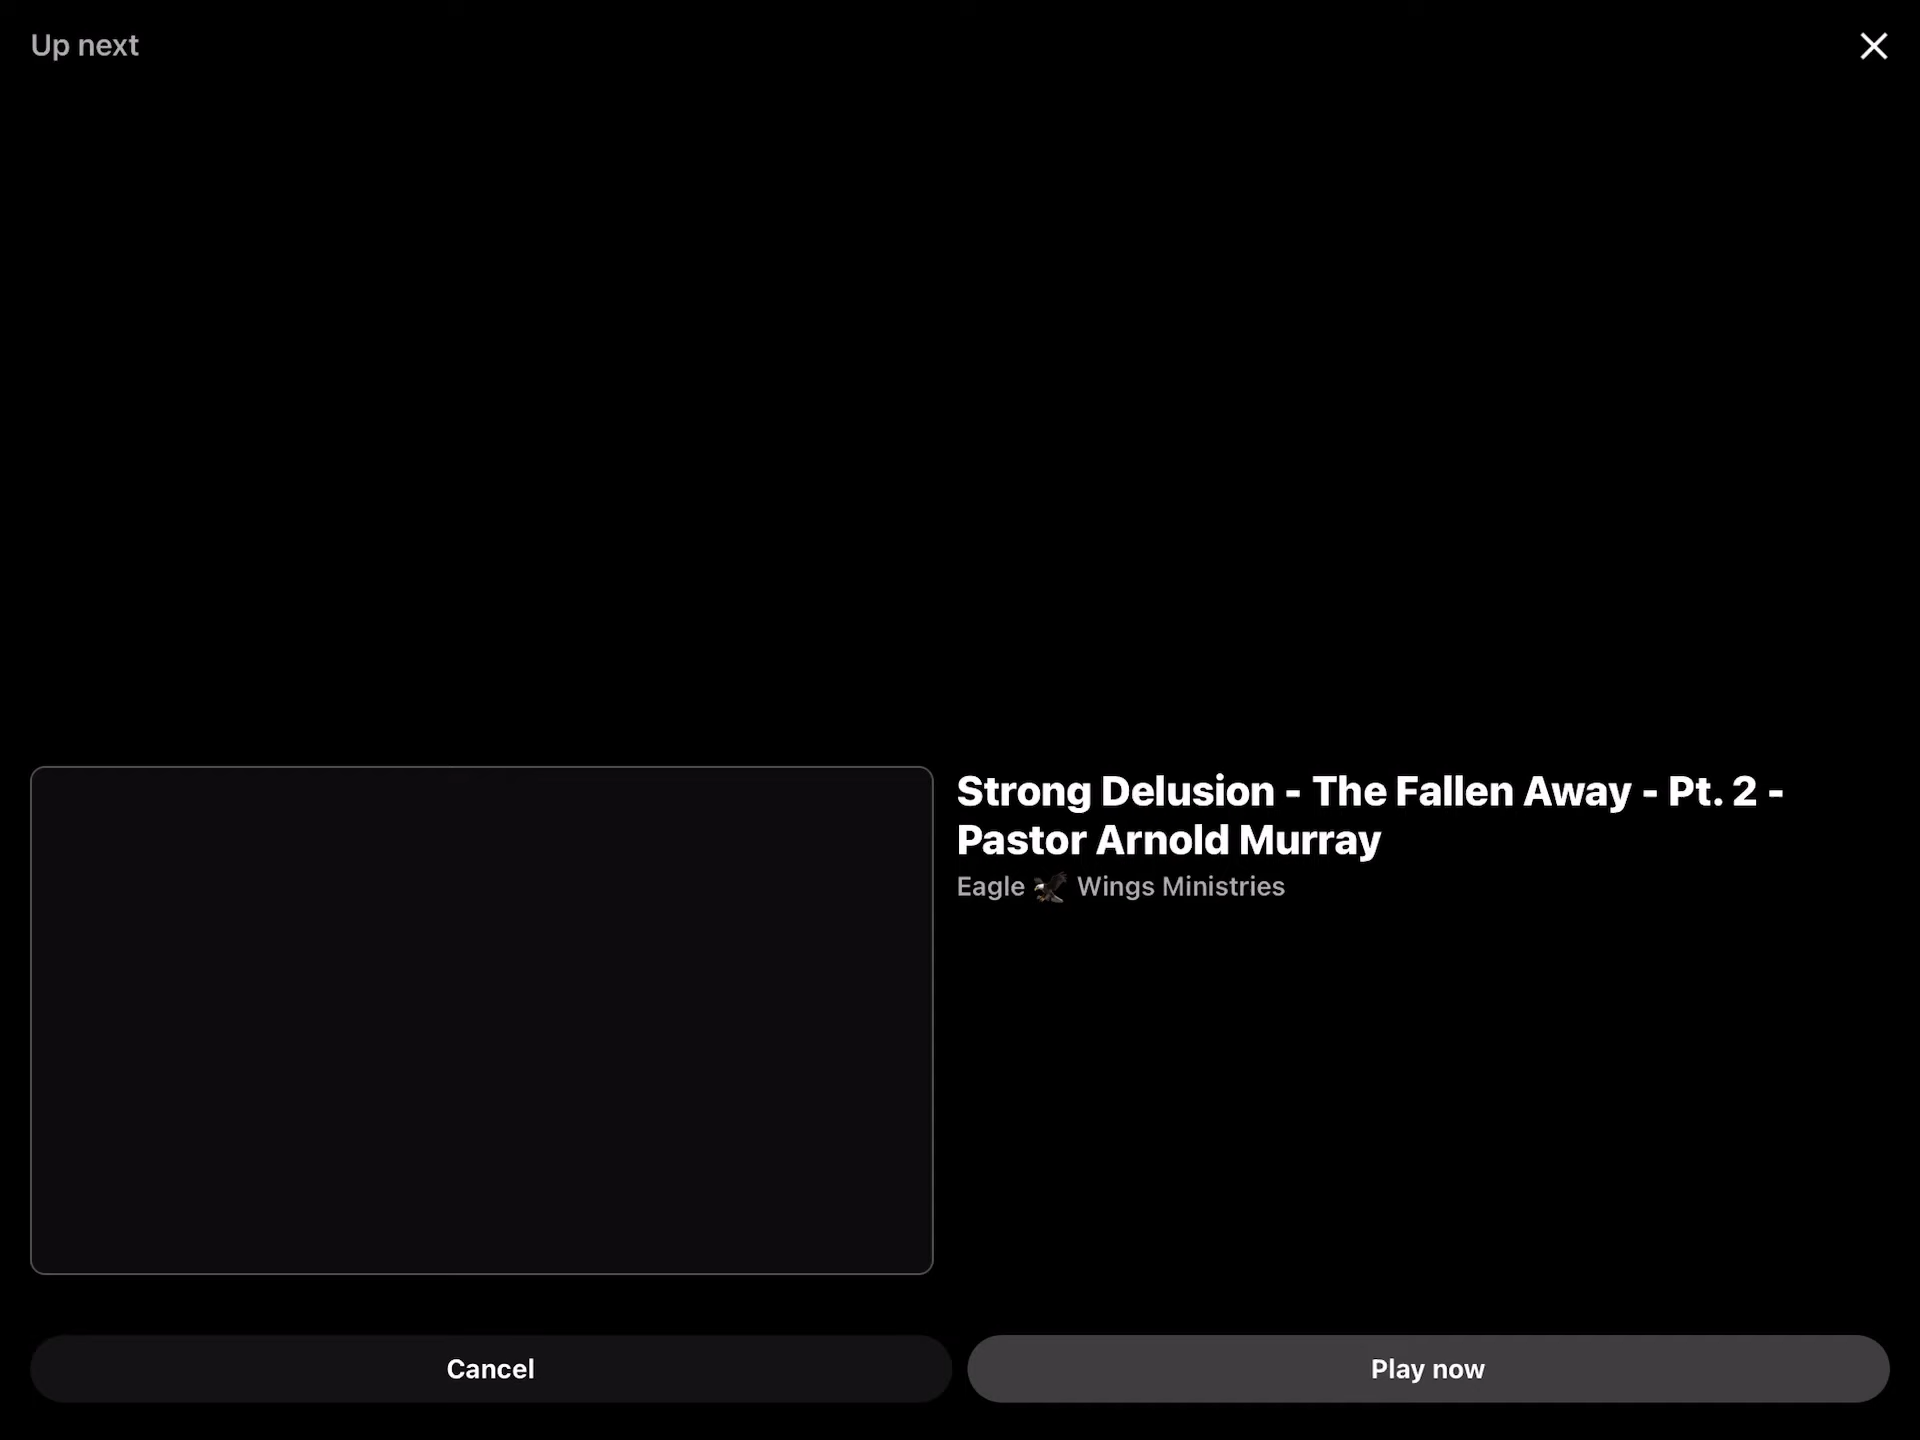 Up next
Strong Delusion - The Fallen Away - Pt. 2 -
Pastor Arnold Murray
Eagle 🦅 Wings Ministries
Cancel
Play now